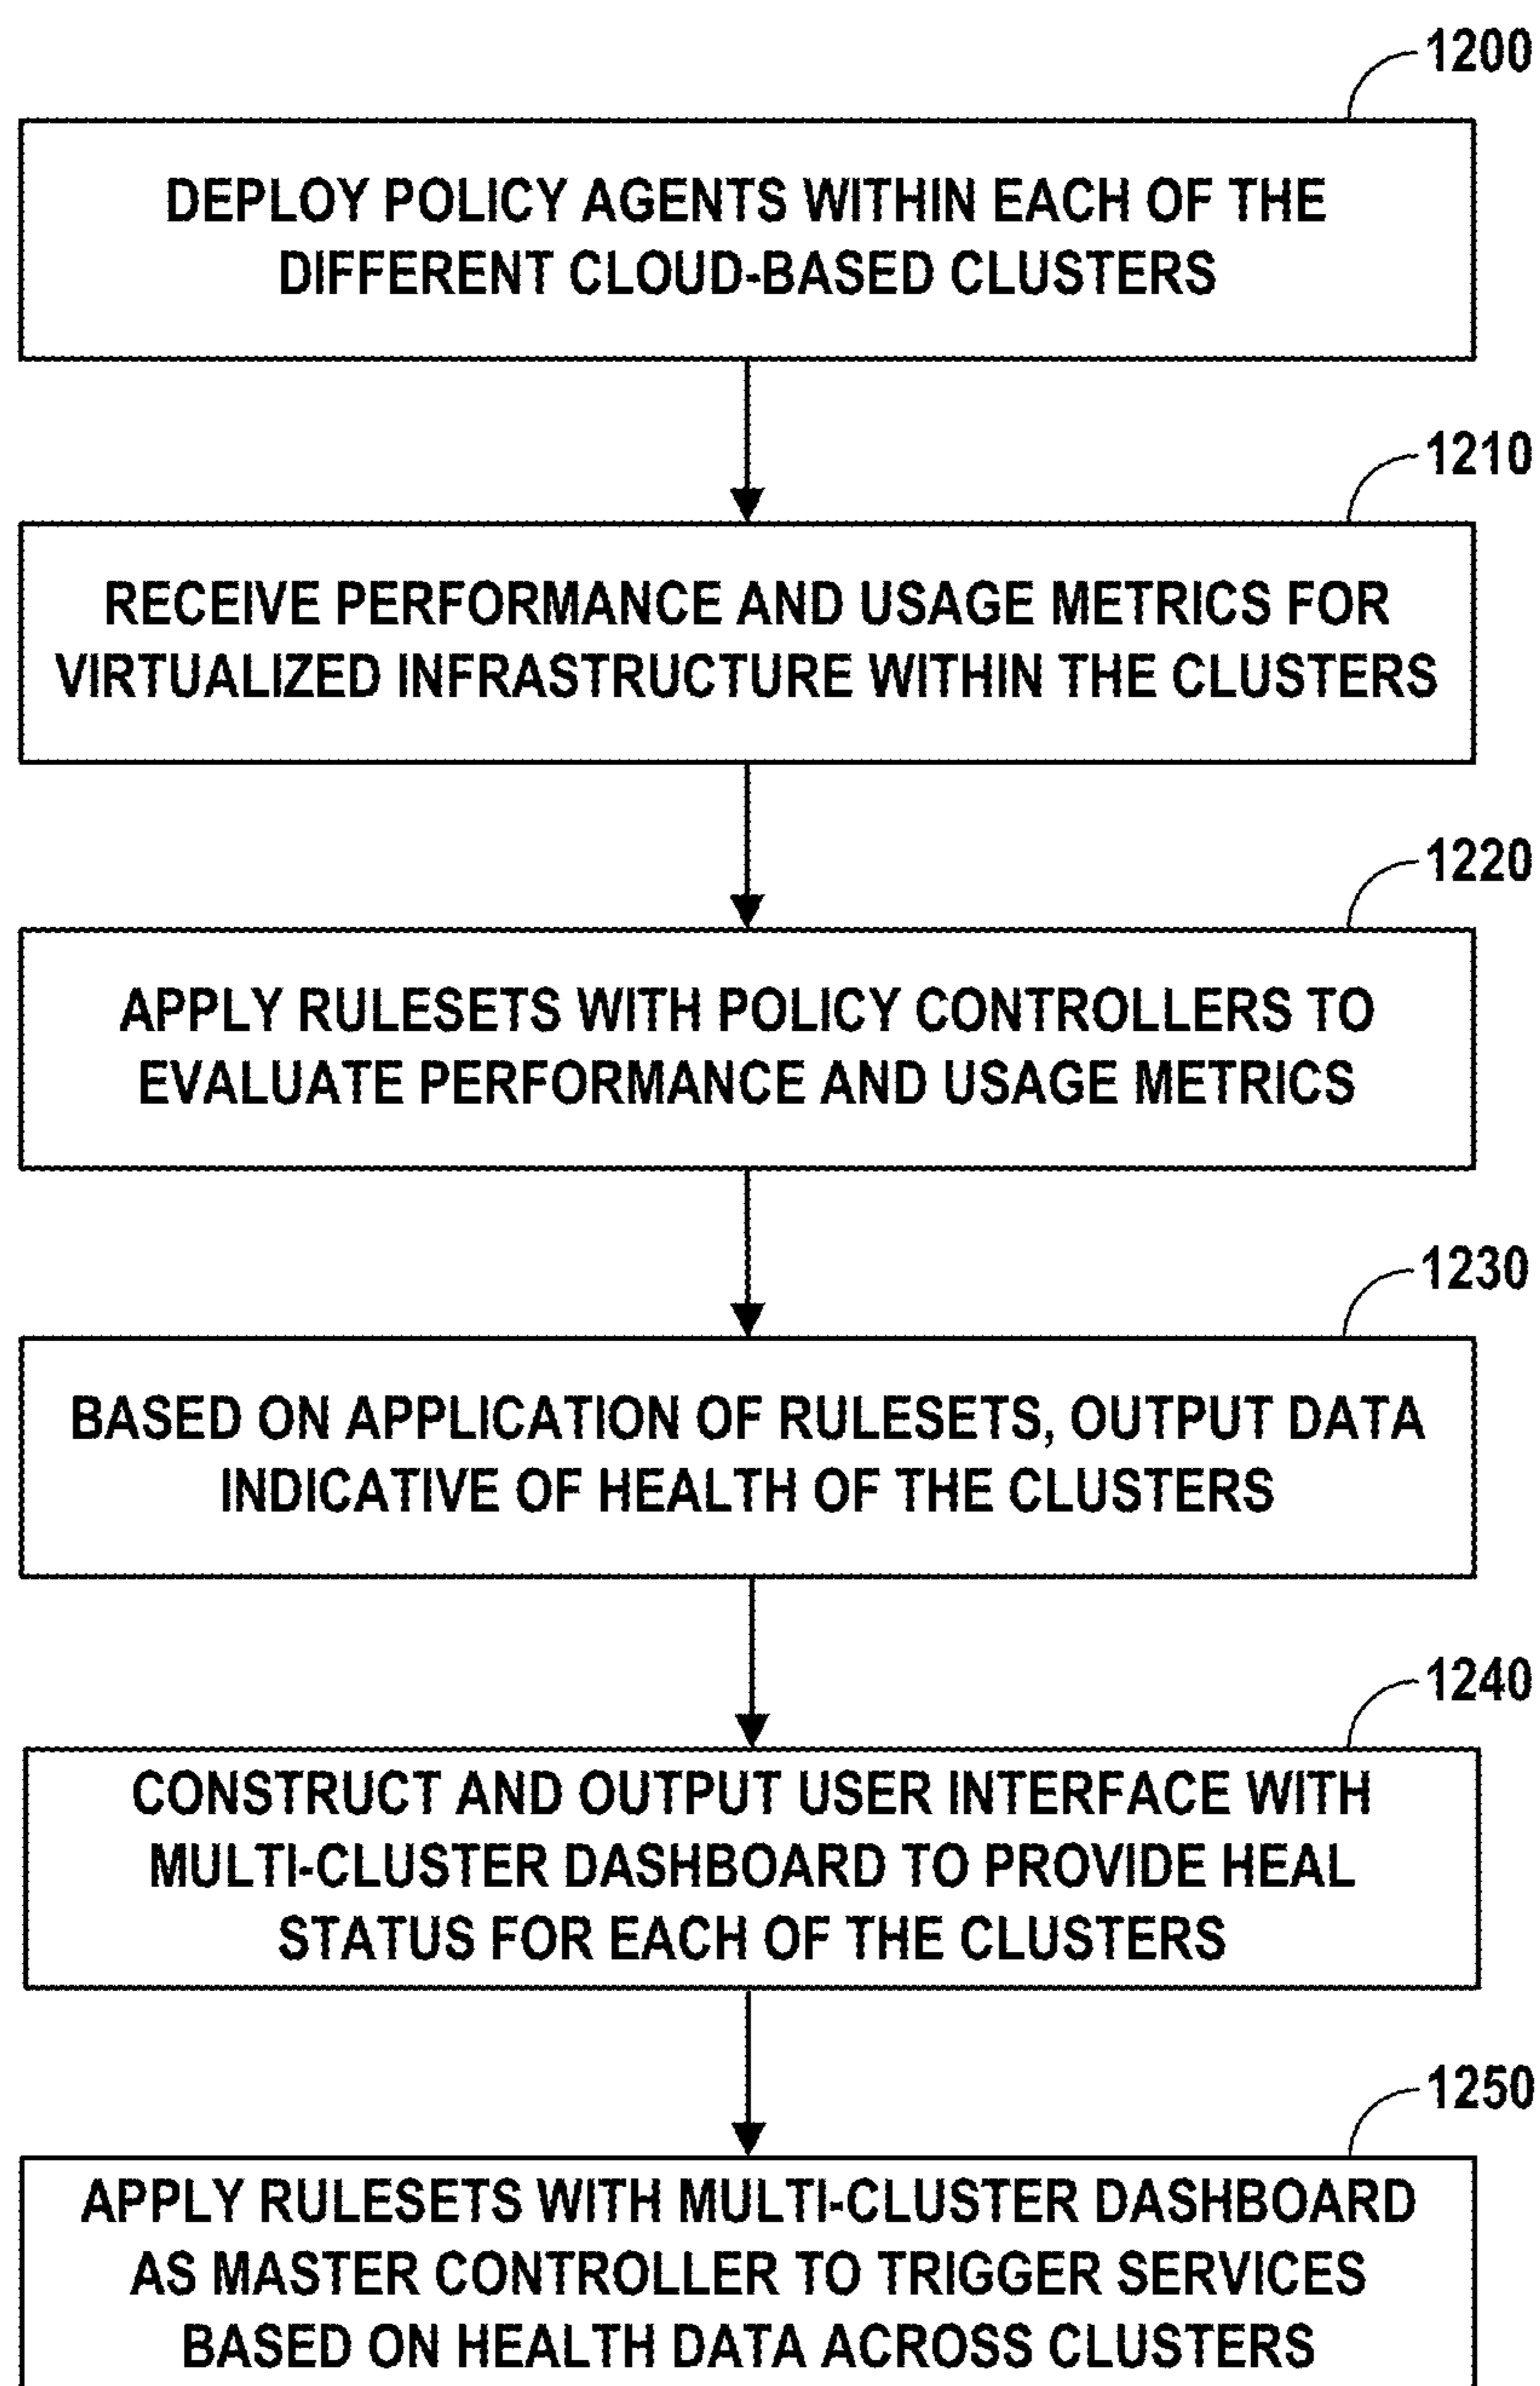 1200
DEPLOY POLICY AGENTS WITHIN EACH OF THE
DIFFERENT CLOUD-BASED CLUSTERS
1210
RECEIVE PERFORMANCE AND USAGE METRICS FOR
VIRTUALIZED INFRASTRUCTURE WITHIN THE CLUSTERS
1220
APPLY RULESETS WITH POLICY CONTROLLERS TO
EVALUATE PERFORMANCE AND USAGE METRICS
1230
BASED ON APPLICATION OF RULESETS, OUTPUT DATA
INDICATIVE OF HEALTH OF THE CLUSTERS
1240
CONSTRUCT AND OUTPUT USER INTERFACE WITH
MULTI-CLUSTER DASHBOARD TO PROVIDE HEAL
STATUS FOR EACH OF THE CLUSTERS
1250
APPLY RULESETS WITH MULTI-CLUSTER DASHBOARD
AS MASTER CONTROLLER TO TRIGGER SERVICES
BASED ON HEALTH DATA ACROSS CLUSTERS